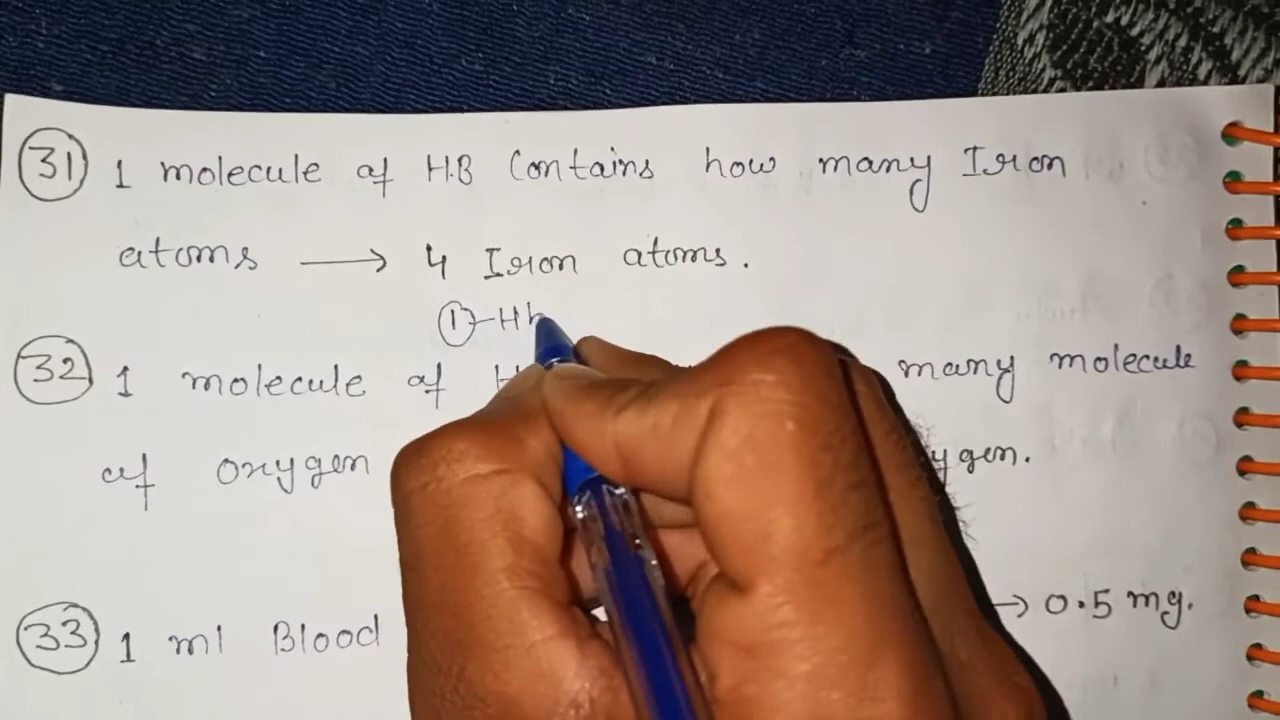 31 1 molecule of H.B Contains how many Iron
atoms → 4 Iron atoms.
1 - Hb
32 1 molecule of many molecule
of oxygen
33 1 ml Blood → 0.5 mg.